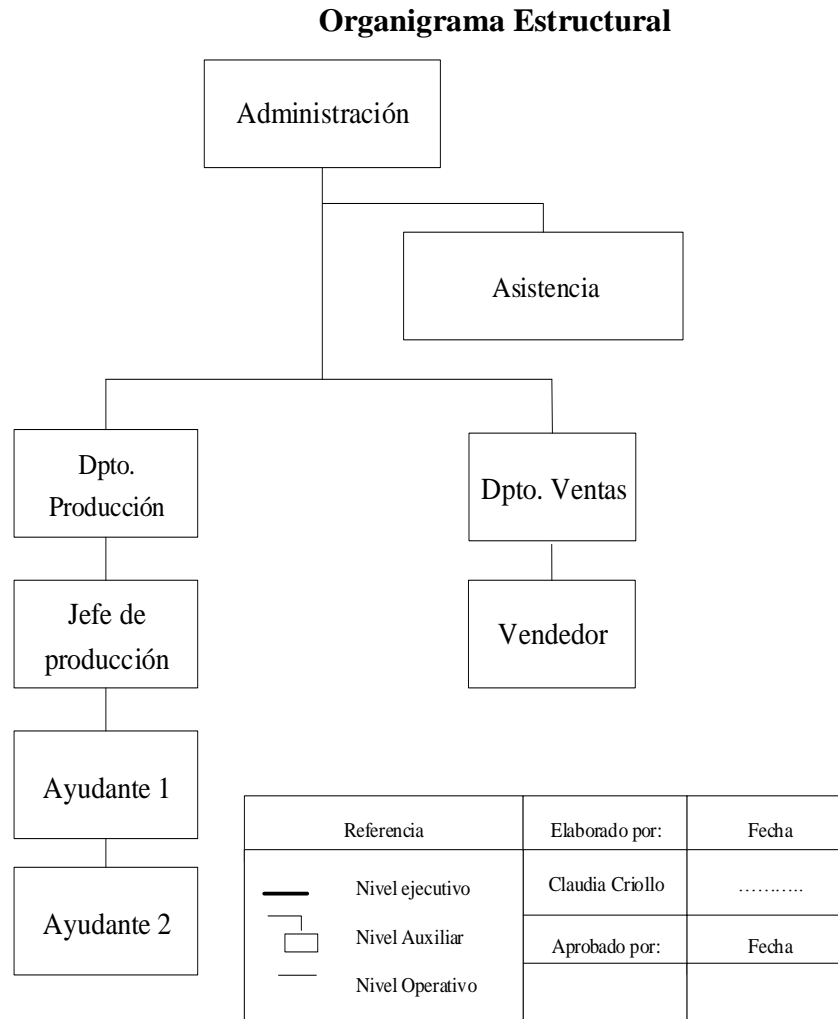 Organigrama Estructural
Administración
Asistencia
Dpto.
Producción
Dpto. Ventas
Jefe de
producción
Vendedor
Ayudante 1
Ayudante 2
Referencia
Elaborado por:
Fecha
Nivel ejecutivo
Claudia Criollo
………..
Nivel Auxiliar
Aprobado por:
Fecha
Nivel Operativo